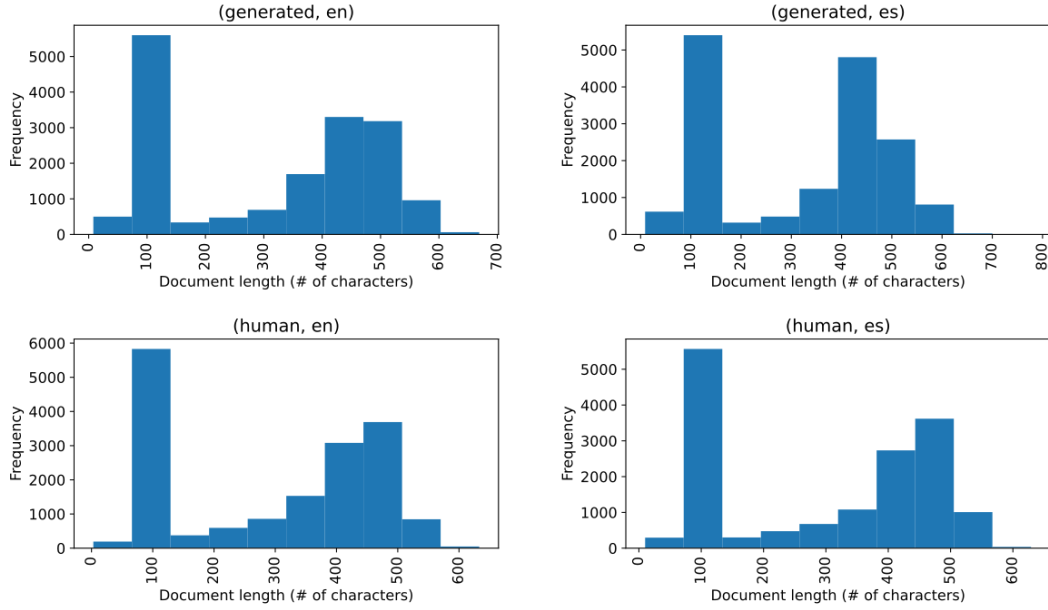 (generated, en)
Frequency
5000
4000
3000
2000
1000
0
0 100 200 300 400 500 600 700
Document length (# of characters)
(generated, es)
Frequency
5000
4000
3000
2000
1000
0
0 100 200 300 400 500 600 700 800
Document length (# of characters)
(human, en)
Frequency
6000
5000
4000
3000
2000
1000
0
0 100 200 300 400 500 600
Document length (# of characters)
(human, es)
Frequency
5000
4000
3000
2000
1000
0
0 100 200 300 400 500 600
Document length (# of characters)